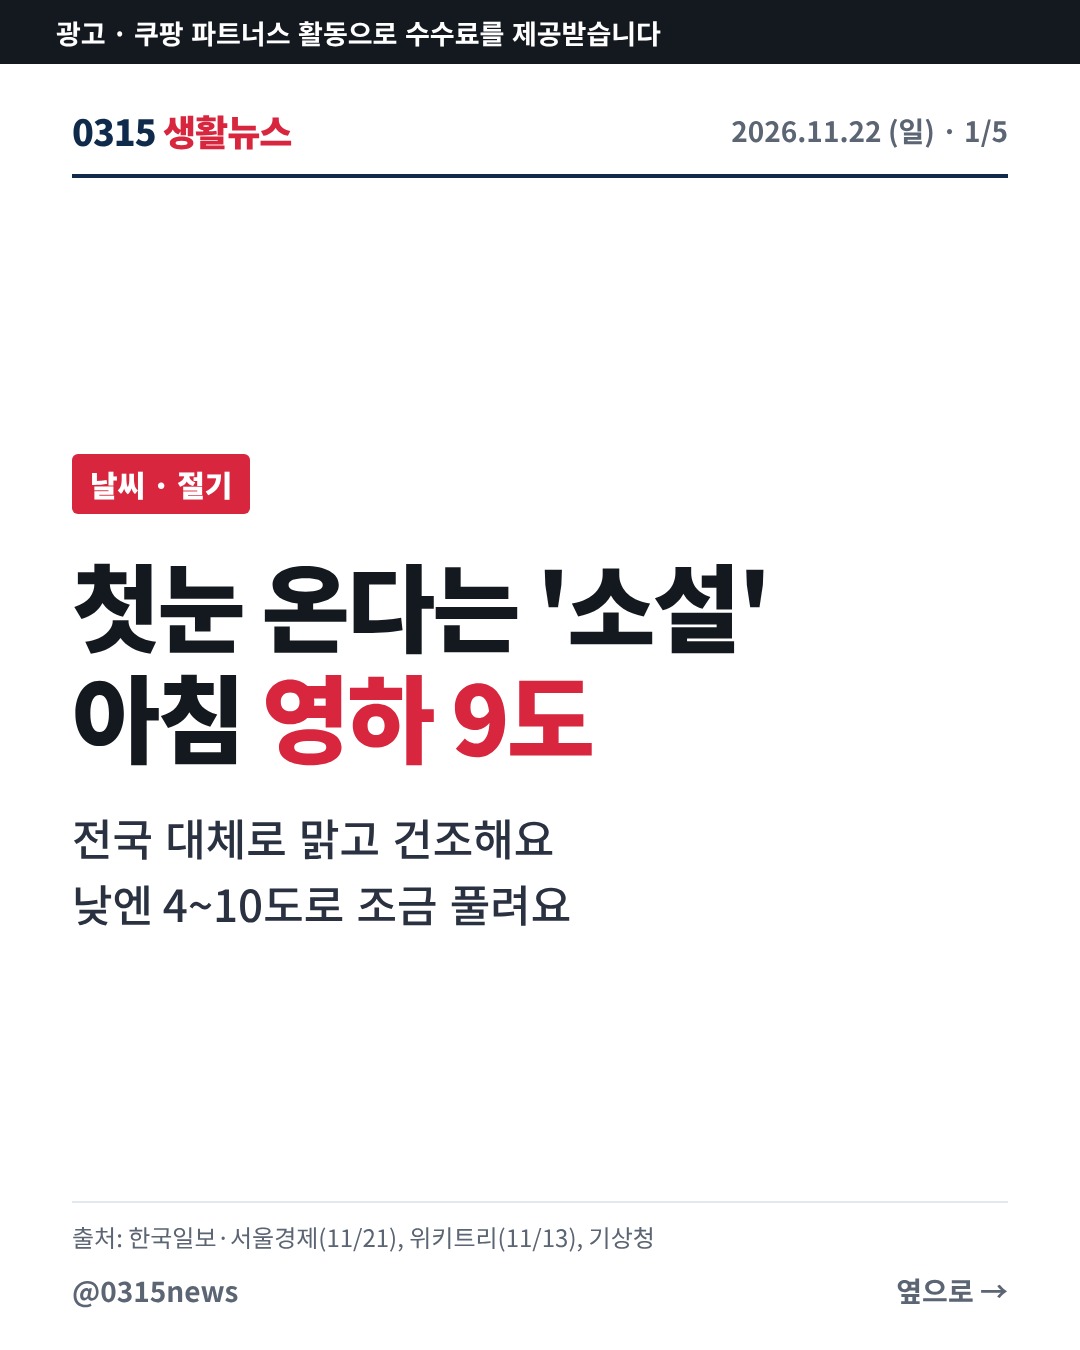 광고 · 쿠팡 파트너스 활동으로 수수료를 제공받습니다
0315 생활뉴스
2026.11.22 (일) · 1/5
날씨 · 절기
첫눈 온다는 '소설'
아침 영하 9도
전국 대체로 맑고 건조해요
낮엔 4~10도로 조금 풀려요
출처: 한국일보·서울경제(11/21), 위키트리(11/13), 기상청
@0315news
옆으로 →